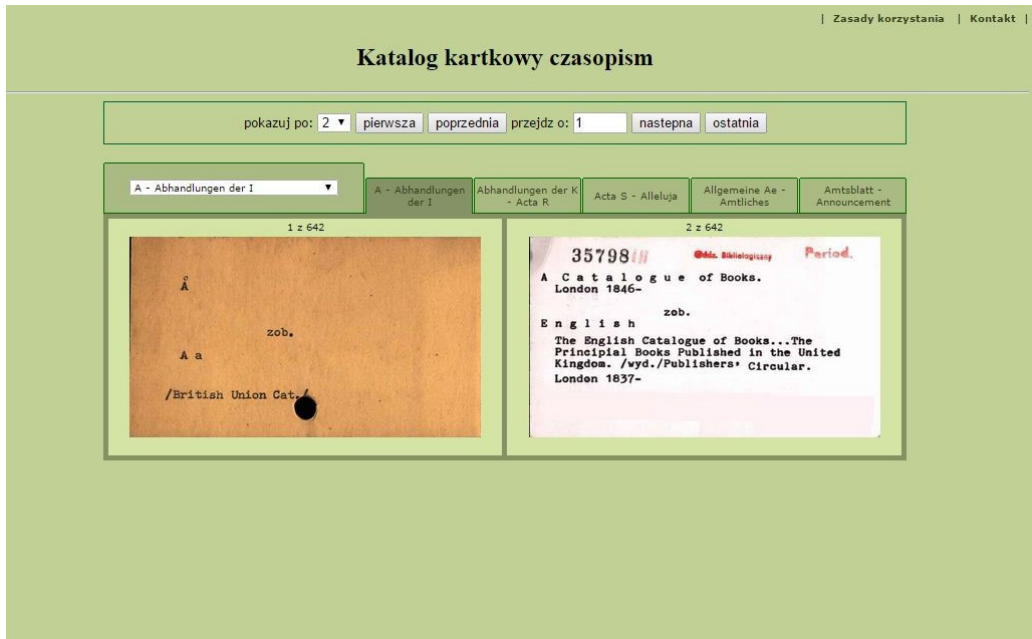 | Zasady korzystania | Kontakt |
Katalog kartkowy czasopism
pokazuj po: 2 pierwsza poprzednia przejdz o: 1 nastepna ostatnia
A - Abhandlungen der I
A - Abhandlungen
der I
Abhandlungen der K
- Acta R
Acta S - Alleluja
Allgemeine Ae -
Amtliches
Amtsblatt -
Announcement
1 z 642
Å
zob.
A a
/British Union Cat./
2 z 642
35798 Oddz. Bibliologiczny Period.
A C a t a l o g u e of Books.
London 1846-
zob.
E n g l i s h
The English Catalogue of Books...The
Principial Books Published in the United
Kingdom. /wyd./Publishers' Circular.
London 1837-